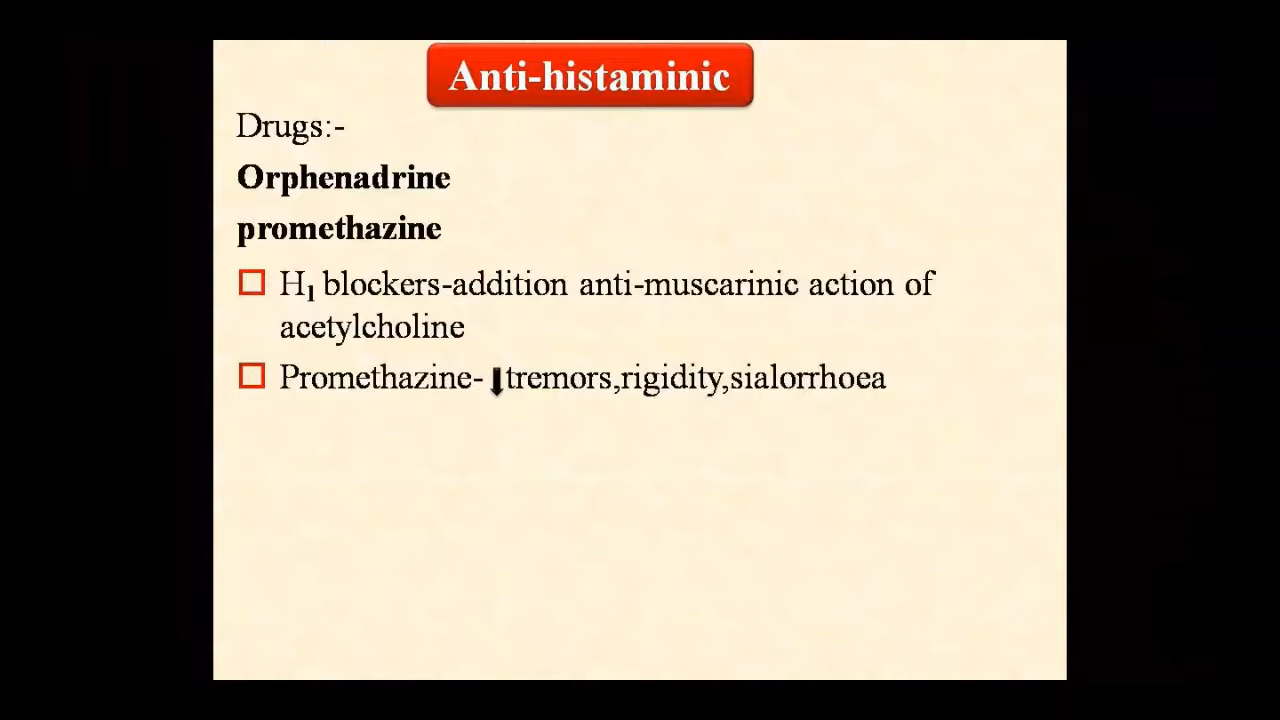 Anti-histaminic
Drugs:-
Orphenadrine
promethazine
H₁ blockers-addition anti-muscarinic action of
acetylcholine
Promethazine- ⬇tremors,rigidity,sialorrhoea